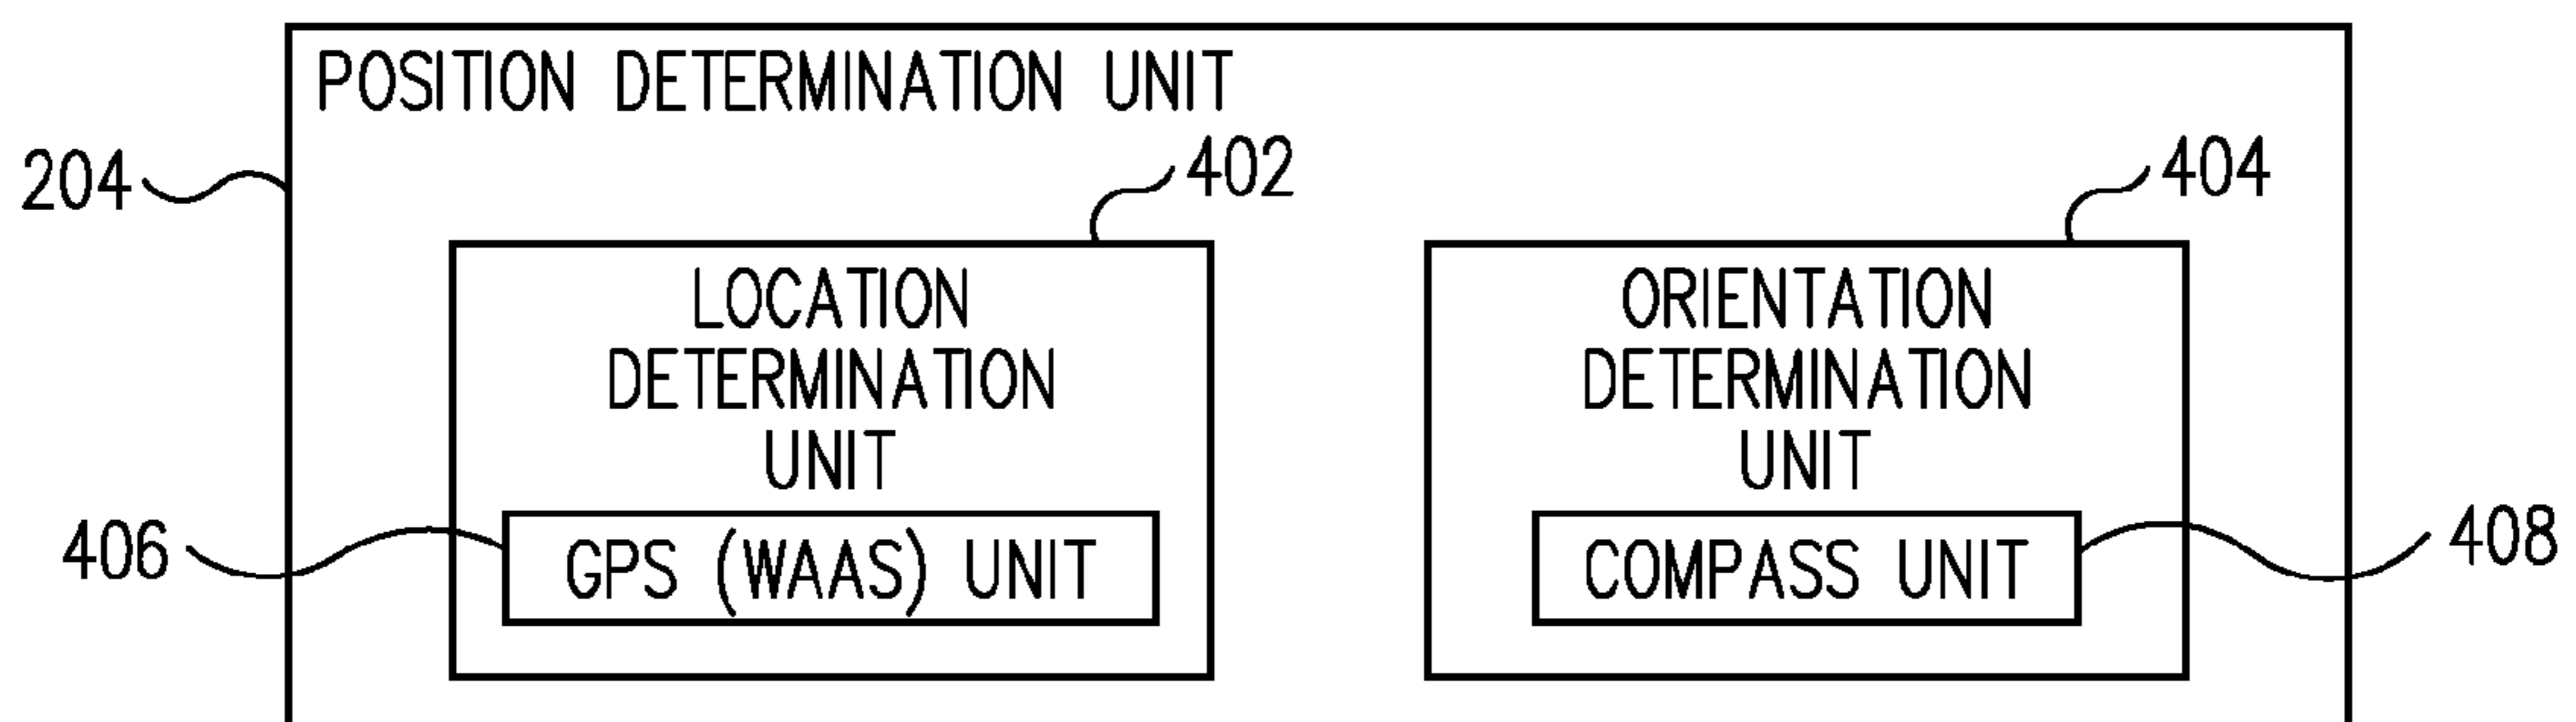 POSITION DETERMINATION UNIT
204
402
404
LOCATION
DETERMINATION
UNIT
ORIENTATION
DETERMINATION
UNIT
406
GPS (WAAS) UNIT
COMPASS UNIT
408